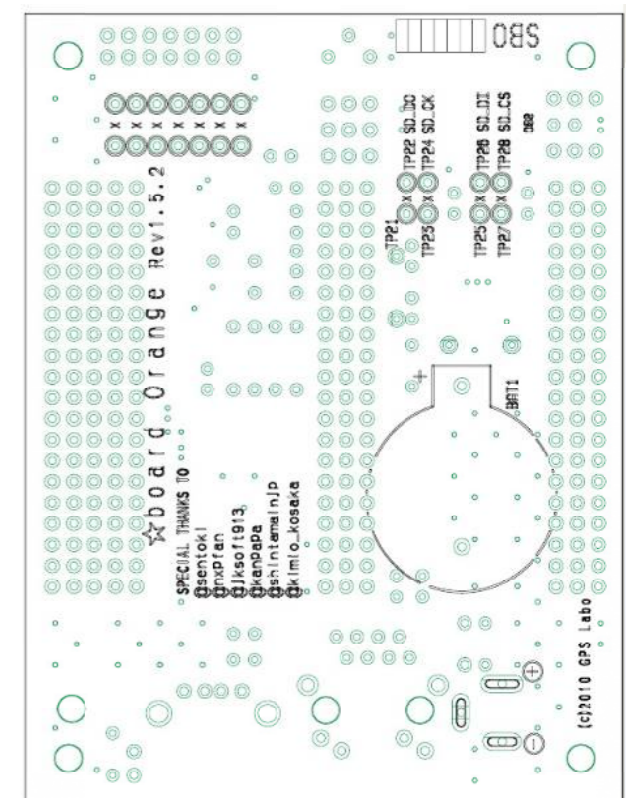 SBO
TP22 SD_DO
TP24 SD_CK
TP26 SD_DI
TP28 SD_CS
TP21
TP23
TP25
TP27
☆board Orange Rev1.5.2
+
BAT1
SPECIAL THANKS TO
@sentoki
@nxpfan
@jksoft913
@kanpapa
@shintamainjp
@kimio_kosaka
+
-
(c)2010 GPS Labo